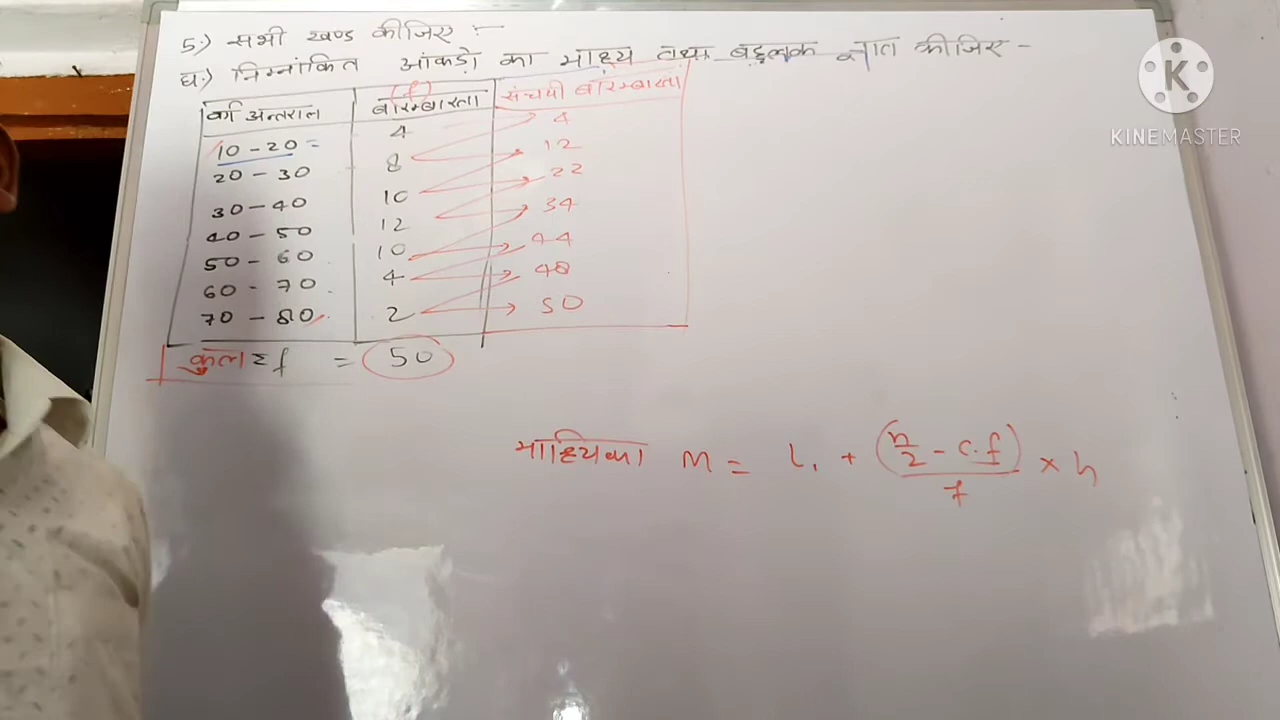 5.) सभी खण्ड कीजिए :-
घ.) निम्नांकित आंकड़ो का माध्य तथा बहुलक ज्ञात कीजिए -
वर्ग अन्तराल (f) बारम्बारता संचयी बारम्बारता
10 - 20 = 4 4
20 - 30 8 12
30 - 40 10 22
40 - 50 12 34
50 - 60 10 44
60 - 70 4 48
70 - 80 2 50
कुल Σf = 50
माध्यिका M = l₁ + (n/2 - c.f)/f × h
K
KINEMASTER